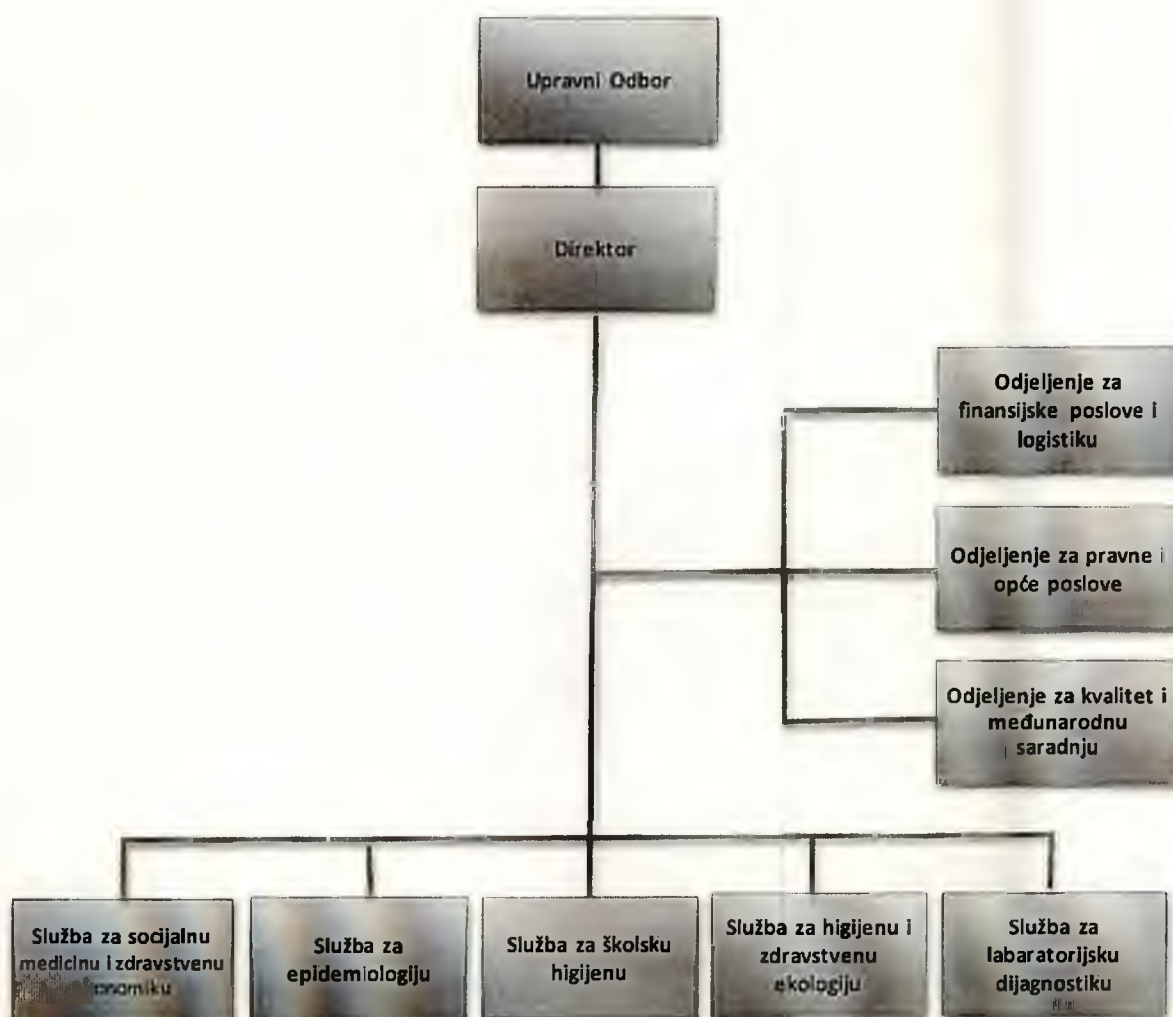 Upravni Odbor
Direktor
Odjeljenje za
finansijske poslove i
logistiku
Odjeljenje za pravne i
opće poslove
Odjeljenje za kvalitet i
međunarodnu
saradnju
Služba za socijalnu
medicinu i zdravstvenu
Služba za
epidemiologiju
Služba za školsku
higijenu
Služba za higijenu i
zdravstvenu
ekologiju
Služba za
labaratorijsku
dijagnostiku